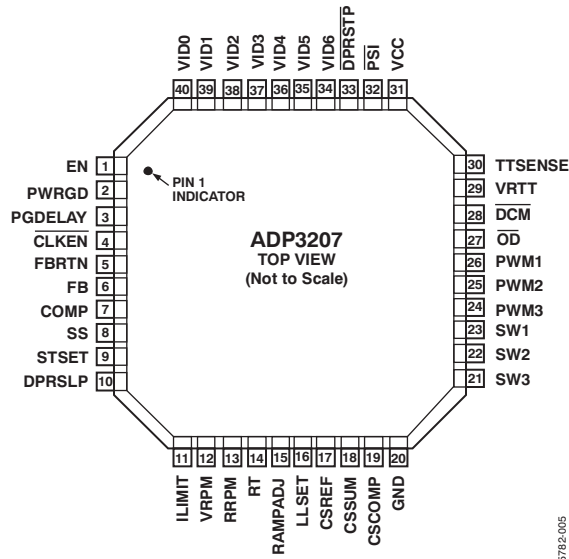 VID0
VID1
VID2
VID3
VID4
VID5
VID6
DPRSTP
PSI
VCC
40 39 38 37 36 35 34 33 32 31
EN 1
PWRGD 2
PGDELAY 3
CLKEN 4
FBRTN 5
FB 6
COMP 7
SS 8
STSET 9
DPRSLP 10
PIN 1
INDICATOR
ADP3207
TOP VIEW
(Not to Scale)
30 TTSENSE
29 VRTT
28 DCM
27 OD
26 PWM1
25 PWM2
24 PWM3
23 SW1
22 SW2
21 SW3
11 12 13 14 15 16 17 18 19 20
ILIMIT
VRPM
RRPM
RT
RAMPADJ
LLSET
CSREF
CSSUM
CSCOMP
GND